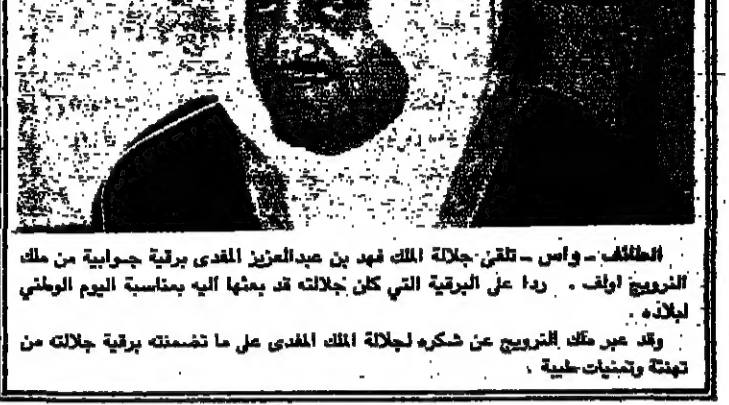 الطائف ـ واس ـ تلقى جلالة الملك فهد بن عبدالعزيز المفدى برقية جوابية من ملك
النرويج اولف . ردا على البرقية التي كان جلالته قد بعثها اليه بمناسبة اليوم الوطني
لبلاده .
وقد عبر ملك النرويج عن شكره لجلالة الملك المفدى على ما تضمنته برقية جلالته من
تهنئة وتمنيات طيبة .